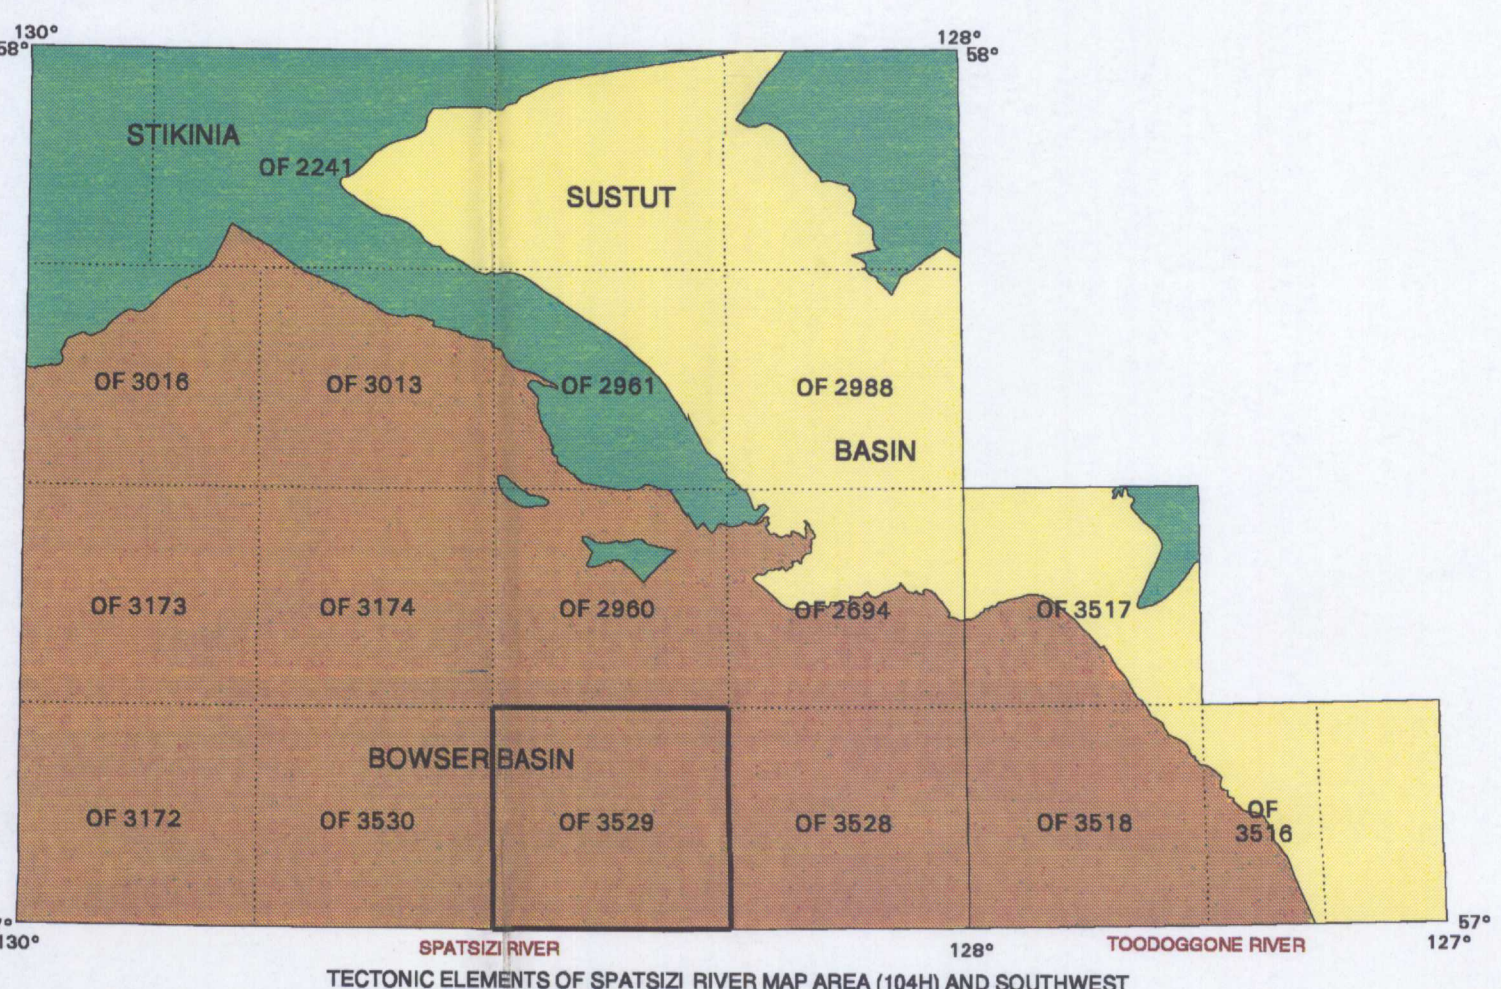 130°
128°
58°
58°
STIKINIA
OF 2241
SUSTUT
OF 3016
OF 3013
OF 2961
OF 2988
BASIN
OF 3173
OF 3174
OF 2960
OF 2694
OF 3517
BOWSER BASIN
OF 3172
OF 3530
OF 3529
OF 3528
OF 3518
OF
3516
57°
130°
SPATSIZI RIVER
128°
TOODOGGONE RIVER
127°
TECTONIC ELEMENTS OF SPATSIZI RIVER MAP AREA (104H) AND SOUTHWEST